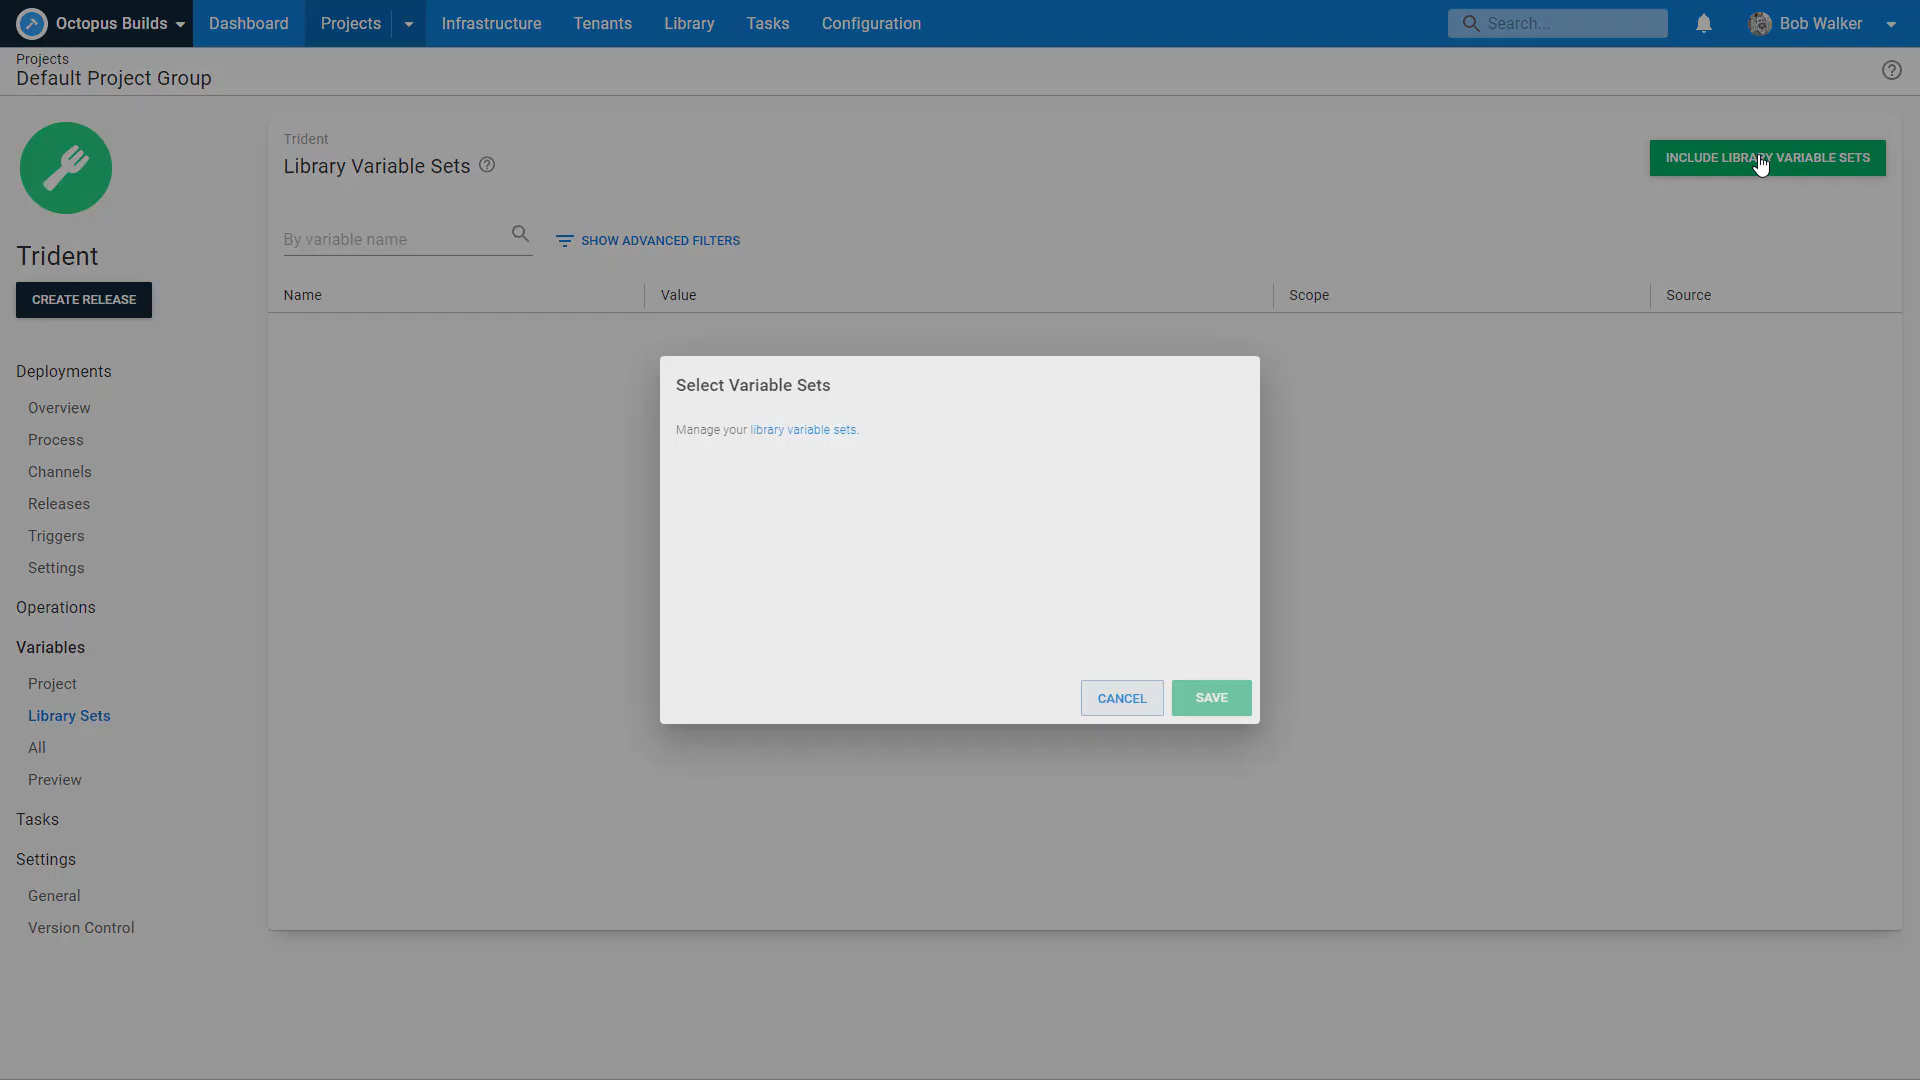 Octopus Builds
Dashboard
Projects
Infrastructure
Tenants
Library
Tasks
Configuration
Search...
Bob Walker
Projects
Default Project Group
Trident
CREATE RELEASE
Deployments
Overview
Process
Channels
Releases
Triggers
Settings
Operations
Variables
Project
Library Sets
All
Preview
Tasks
Settings
General
Version Control
Trident
Library Variable Sets
INCLUDE LIBRARY VARIABLE SETS
By variable name
SHOW ADVANCED FILTERS
Name
Value
Scope
Source
Select Variable Sets
Manage your library variable sets.
CANCEL
SAVE